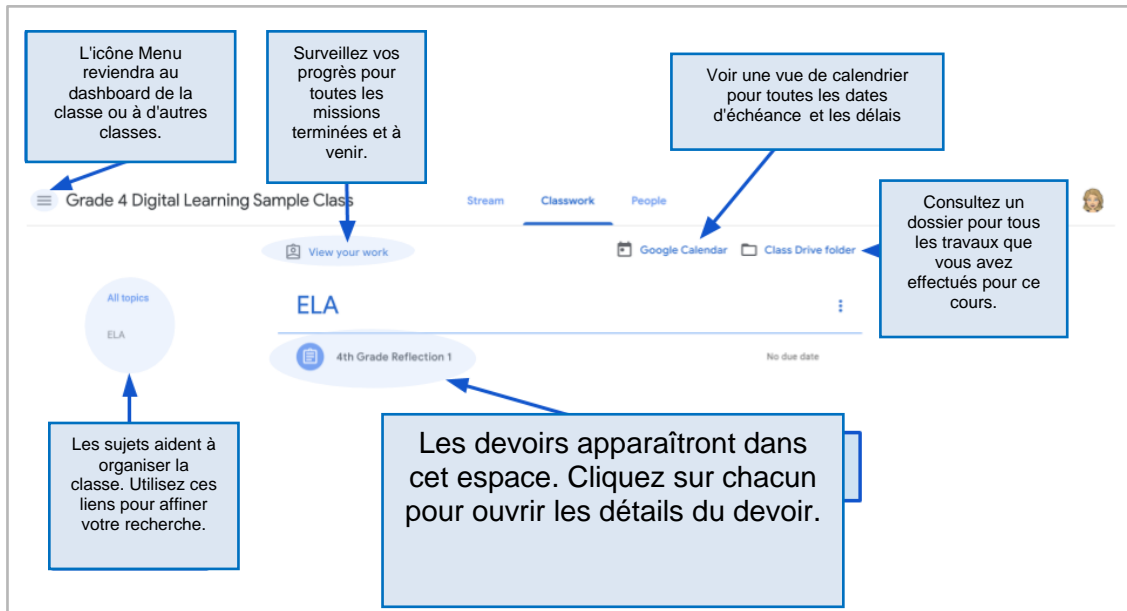 L'icône Menu
reviendra au
dashboard de la
classe ou à d'autres
classes.
Surveillez vos
progrès pour
toutes les
missions
terminées et à
venir.
Voir une vue de calendrier
pour toutes les dates
d'échéance et les délais
Grade 4 Digital Learning Sample Class
Stream
Classwork
People
Consultez un
dossier pour tous
les travaux que
vous avez
effectués pour ce
cours.
View your work
Google Calendar
Class Drive folder
All topics
ELA
ELA
4th Grade Reflection 1
No due date
Les sujets aident à
organiser la
classe. Utilisez ces
liens pour affiner
votre recherche.
Les devoirs apparaîtront dans
cet espace. Cliquez sur chacun
pour ouvrir les détails du devoir.